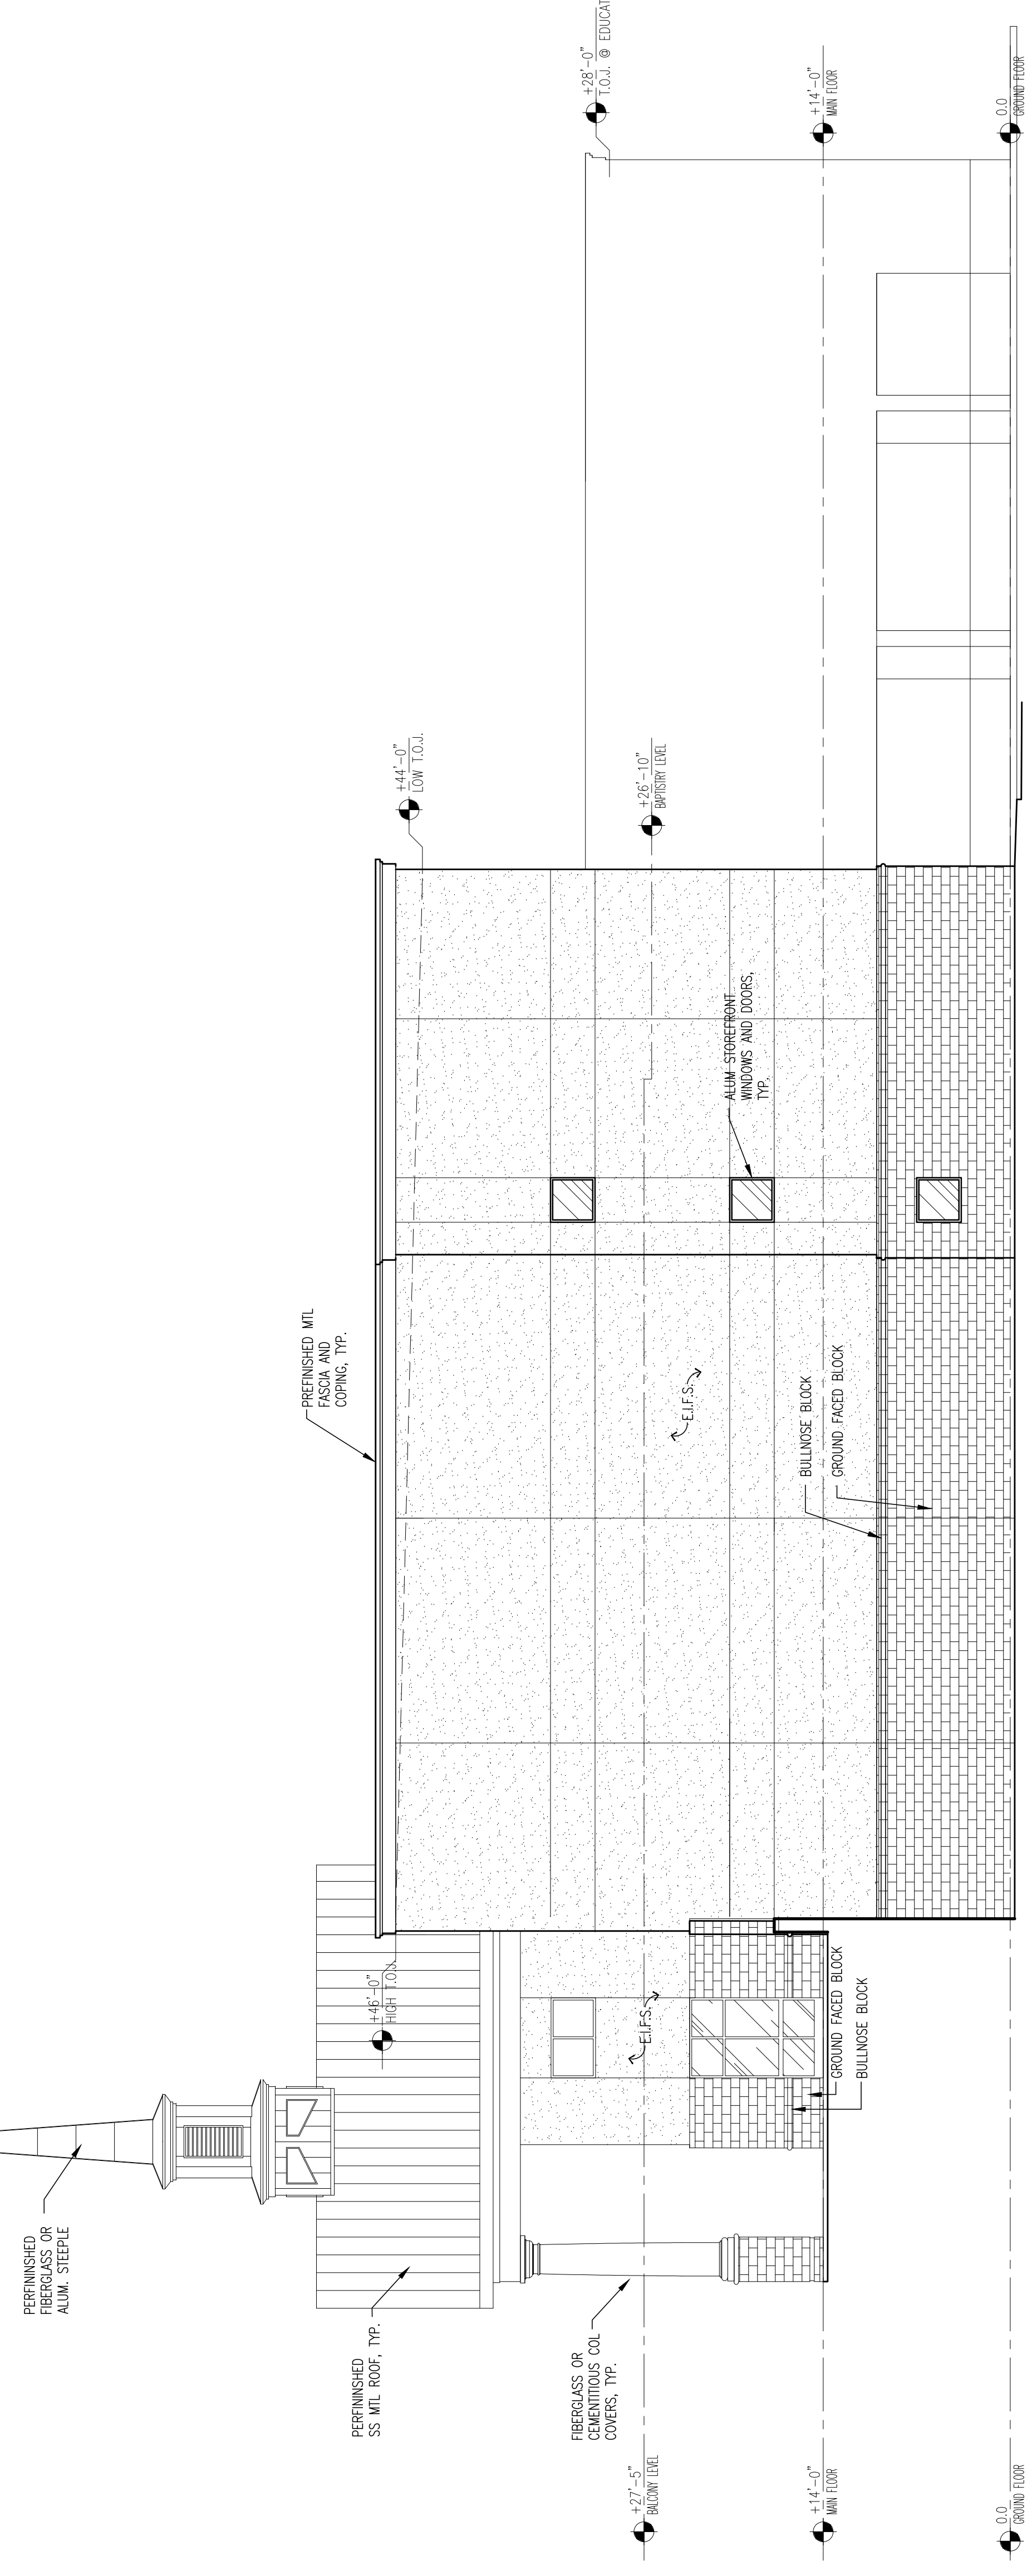 PERFININSHED
FIBERGLASS OR
ALUM. STEEPLE
PREFINISHED MTL
FASCIA AND
COPING, TYP.
PERFININSHED
SS MTL ROOF, TYP.
+46'-0"
HIGH T.O.J.
+44'-0"
LOW T.O.J.
FIBERGLASS OR
CEMENTITIOUS COL
COVERS, TYP.
+28'-0"
T.O.J. @ EDUCAT
+27'-5"
BALCONY LEVEL
E.I.F.S.
E.I.F.S.
+26'-10"
BAPTISTRY LEVEL
ALUM STOREFRONT
WINDOWS AND DOORS,
TYP.
BULLNOSE BLOCK
GROUND FACED BLOCK
+14'-0"
MAIN FLOOR
GROUND FACED BLOCK
BULLNOSE BLOCK
+14'-0"
MAIN FLOOR
0.0
GROUND FLOOR
0.0
GROUND FLOOR